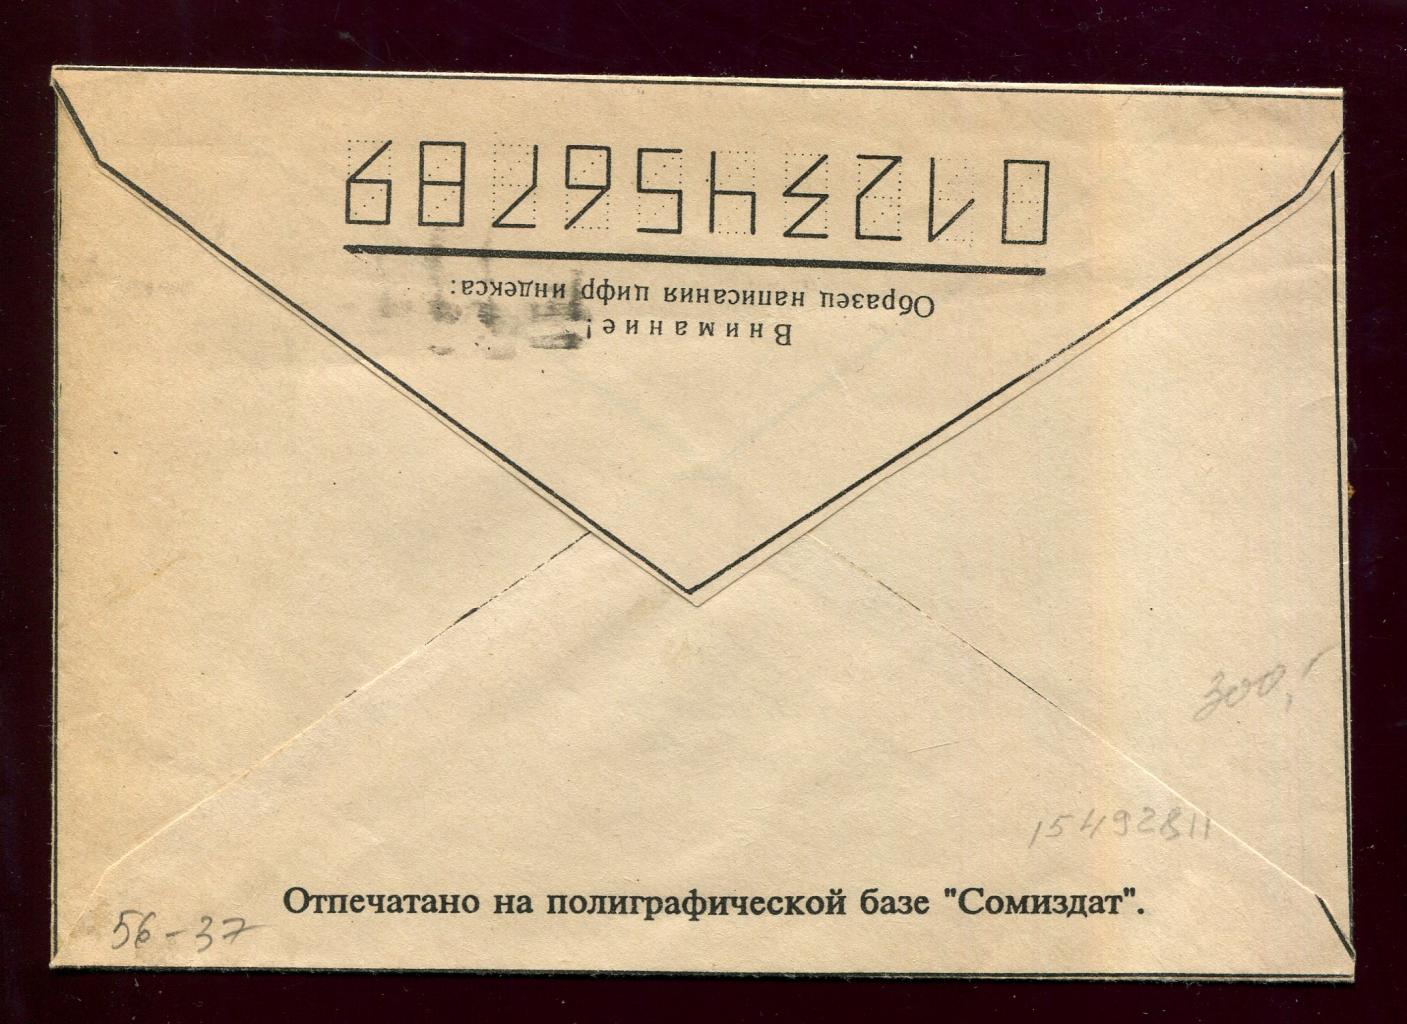 Внимание!
Образец написания цифр индекса:
0123456789
300,-
15492811
Отпечатано на полиграфической базе "Сомиздат".
56-37